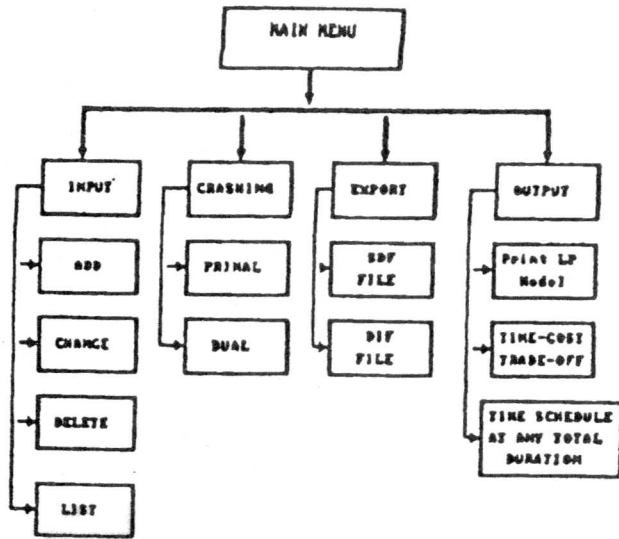 MAIN MENU
INPUT
CRASHING
EXPORT
OUTPUT
ADD
CHANGE
DELETE
LIST
PRIMAL
DUAL
SDF
FILE
DIF
FILE
Print LP
Model
TIME-COST
TRADE-OFF
TIME SCHEDULE
AT ANY TOTAL
DURATION